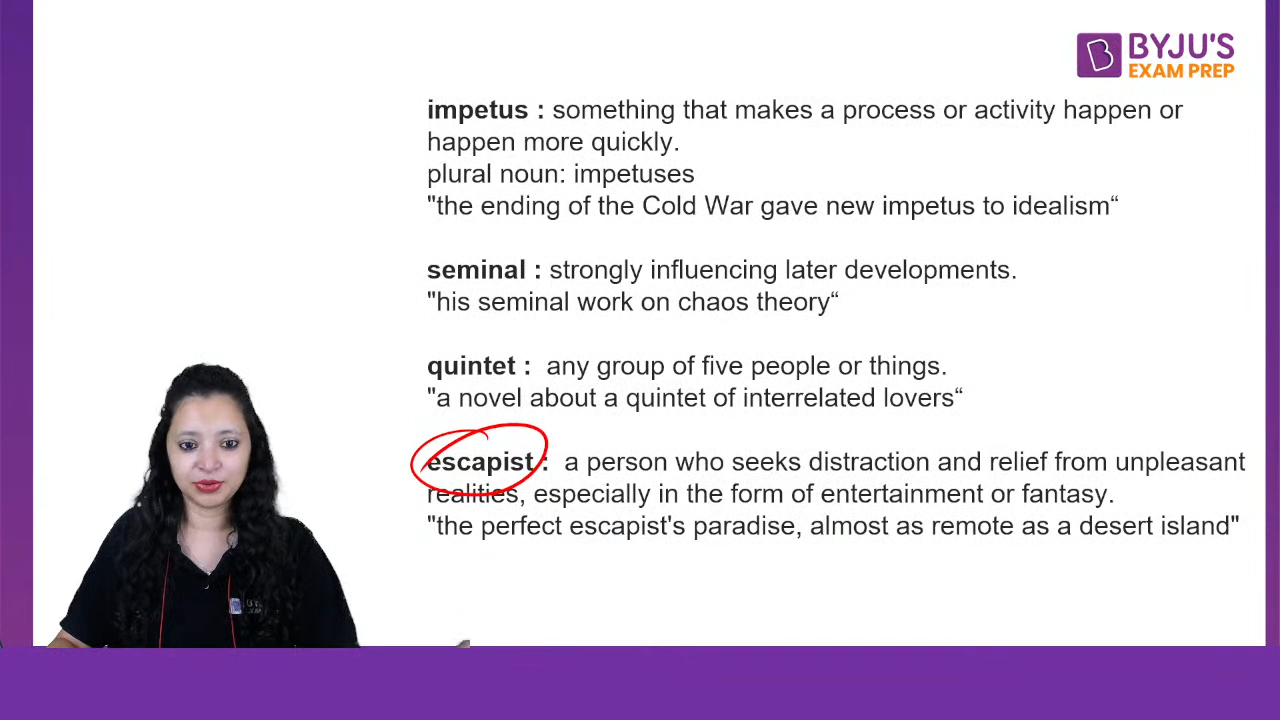 BYJU'S
EXAM PREP
impetus : something that makes a process or activity happen or
happen more quickly.
plural noun: impetuses
"the ending of the Cold War gave new impetus to idealism“
seminal : strongly influencing later developments.
"his seminal work on chaos theory“
quintet :  any group of five people or things.
"a novel about a quintet of interrelated lovers“
escapist :  a person who seeks distraction and relief from unpleasant
realities, especially in the form of entertainment or fantasy.
"the perfect escapist's paradise, almost as remote as a desert island"